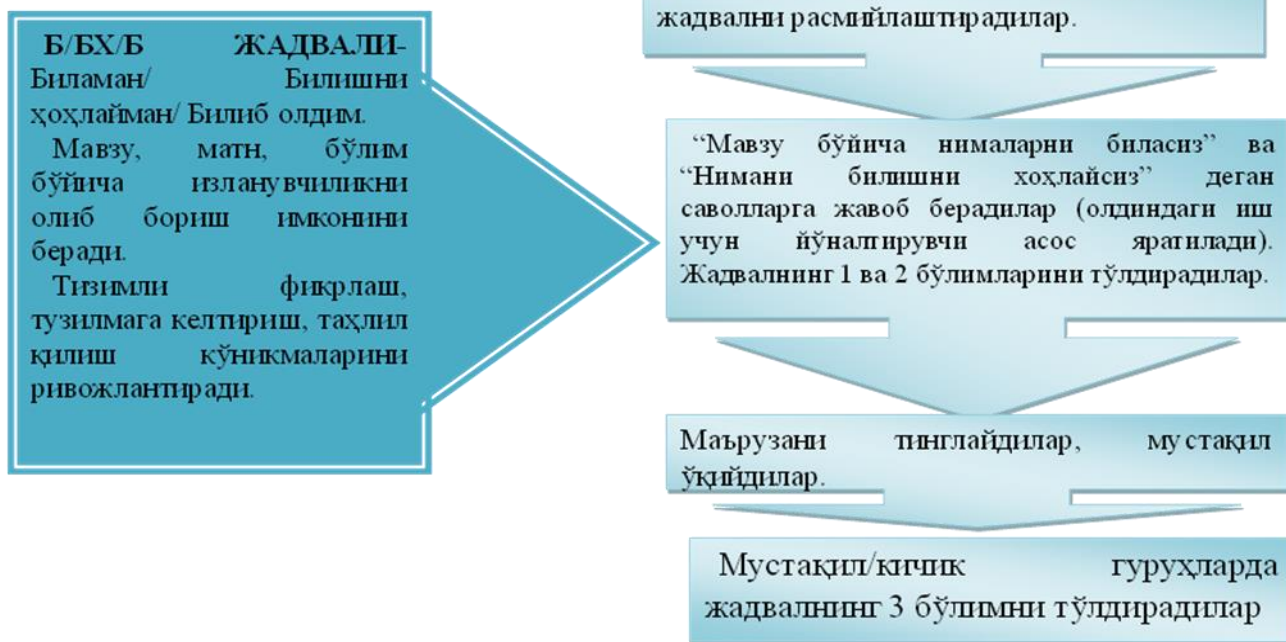 Б/БХ/Б ЖАДВАЛИ-
Биламан/ Билишни
ҳоҳлайман/ Билиб олдим.
Мавзу, матн, бўлим
бўйича изланувчиликни
олиб бориш имконини
беради.
Тизимли фикрлаш,
тузилмага келтириш, таҳлил
қилиш кўникмаларини
ривожлантиради.
жадвални расмийлаштирадилар.
“Мавзу бўйича нималарни биласиз” ва
“Нимани билишни хоҳлайсиз” деган
саволларга жавоб берадилар (олдиндаги иш
учун йўналтирувчи асос яратилади).
Жадвалнинг 1 ва 2 бўлимларини тўлдирадилар.
Маърузани тинглайдилар, мустақил
ўқийдилар.
Мустақил/кичик гуруҳларда
жадвалнинг 3 бўлимни тўлдирадилар